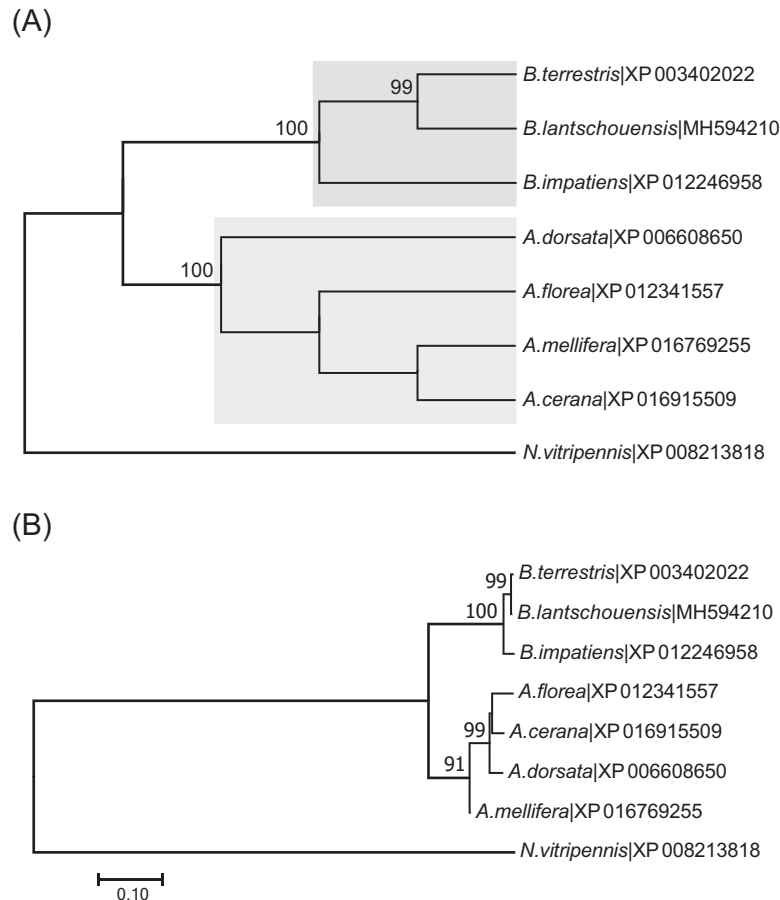 (A)
B.terrestris|XP 003402022
99
B.lantschouensis|MH594210
100
B.impatiens|XP 012246958
A.dorsata|XP 006608650
100
A.florea|XP 012341557
A.mellifera|XP 016769255
A.cerana|XP 016915509
N.vitripennis|XP 008213818
(B)
B.terrestris|XP 003402022
99
B.lantschouensis|MH594210
100
B.impatiens|XP 012246958
A.florea|XP 012341557
99
A.cerana|XP 016915509
91
A.dorsata|XP 006608650
A.mellifera|XP 016769255
N.vitripennis|XP 008213818
0.10